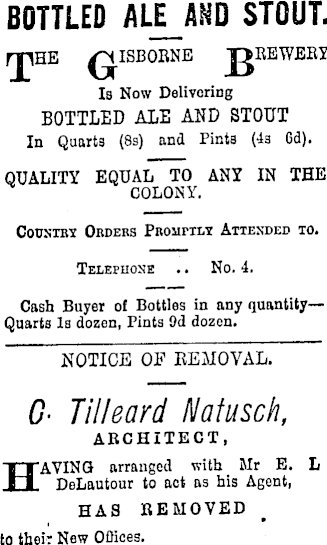 BOTTLED ALE AND STOUT.
THE GISBORNE BREWERY
Is Now Delivering
BOTTLED ALE AND STOUT
In Quarts (8s) and Pints (4s 6d).
QUALITY EQUAL TO ANY IN THE
COLONY.
COUNTRY ORDERS PROMPTLY ATTENDED TO.
TELEPHONE .. No. 4.
Cash Buyer of Bottles in any quantity—
Quarts 1s dozen, Pints 9d dozen.
NOTICE OF REMOVAL.
C. Tilleard Natusch,
ARCHITECT,
HAVING arranged with Mr E. L
DeLautour to act as his Agent,
HAS REMOVED
to their New Offices.